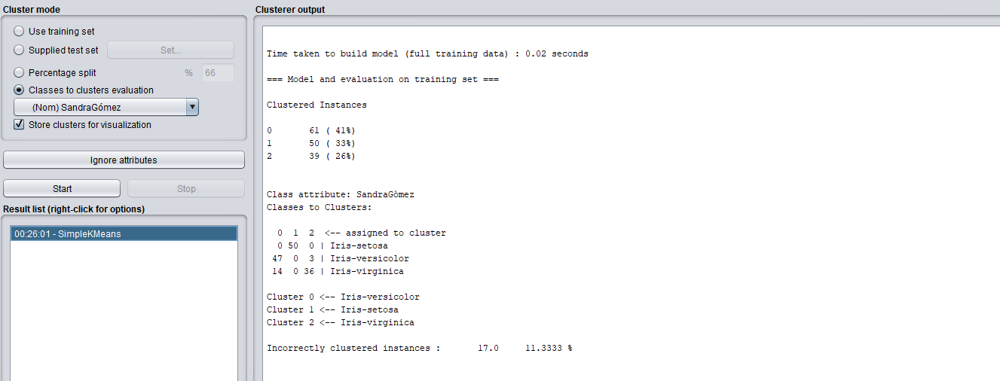 Cluster mode
Use training set
Supplied test set Set...
Percentage split % 66
Classes to clusters evaluation
(Nom) SandraGómez
Store clusters for visualization
Ignore attributes
Start Stop
Result list (right-click for options)
00:26:01 - SimpleKMeans
Clusterer output
Time taken to build model (full training data) : 0.02 seconds
=== Model and evaluation on training set ===
Clustered Instances
0 61 ( 41%)
1 50 ( 33%)
2 39 ( 26%)
Class attribute: SandraGómez
Classes to Clusters:
0 1 2 <-- assigned to cluster
0 50 0 | Iris-setosa
47 0 3 | Iris-versicolor
14 0 36 | Iris-virginica
Cluster 0 <-- Iris-versicolor
Cluster 1 <-- Iris-setosa
Cluster 2 <-- Iris-virginica
Incorrectly clustered instances : 17.0 11.3333 %